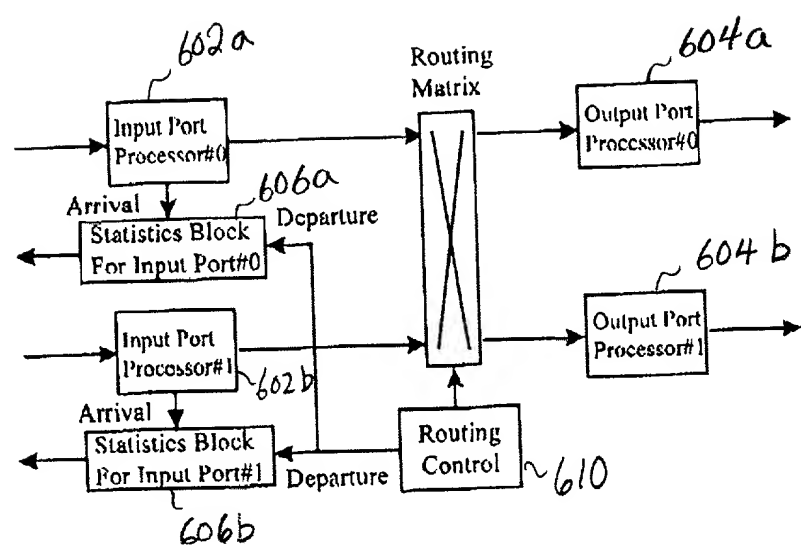 602a
604a
Routing
Matrix
Input Port
Processor#0
Output Port
Processor#0
606a
Arrival
Departure
Statistics Block
For Input Port#0
604b
Input Port
Processor#1
Output Port
Processor#1
602b
Arrival
Statistics Block
For Input Port#1
Departure
Routing
Control
610
606b